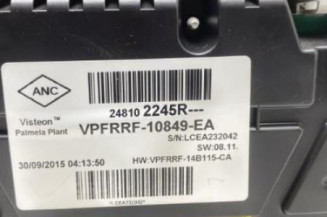 ANC
24810 2245R---
Visteon™
Palmela Plant
VPFRRF-10849-EA
S/N:LCEA232042
SW:08.11.
30/09/2015 04:13:50
HW:VPFRRF-14B115-CA